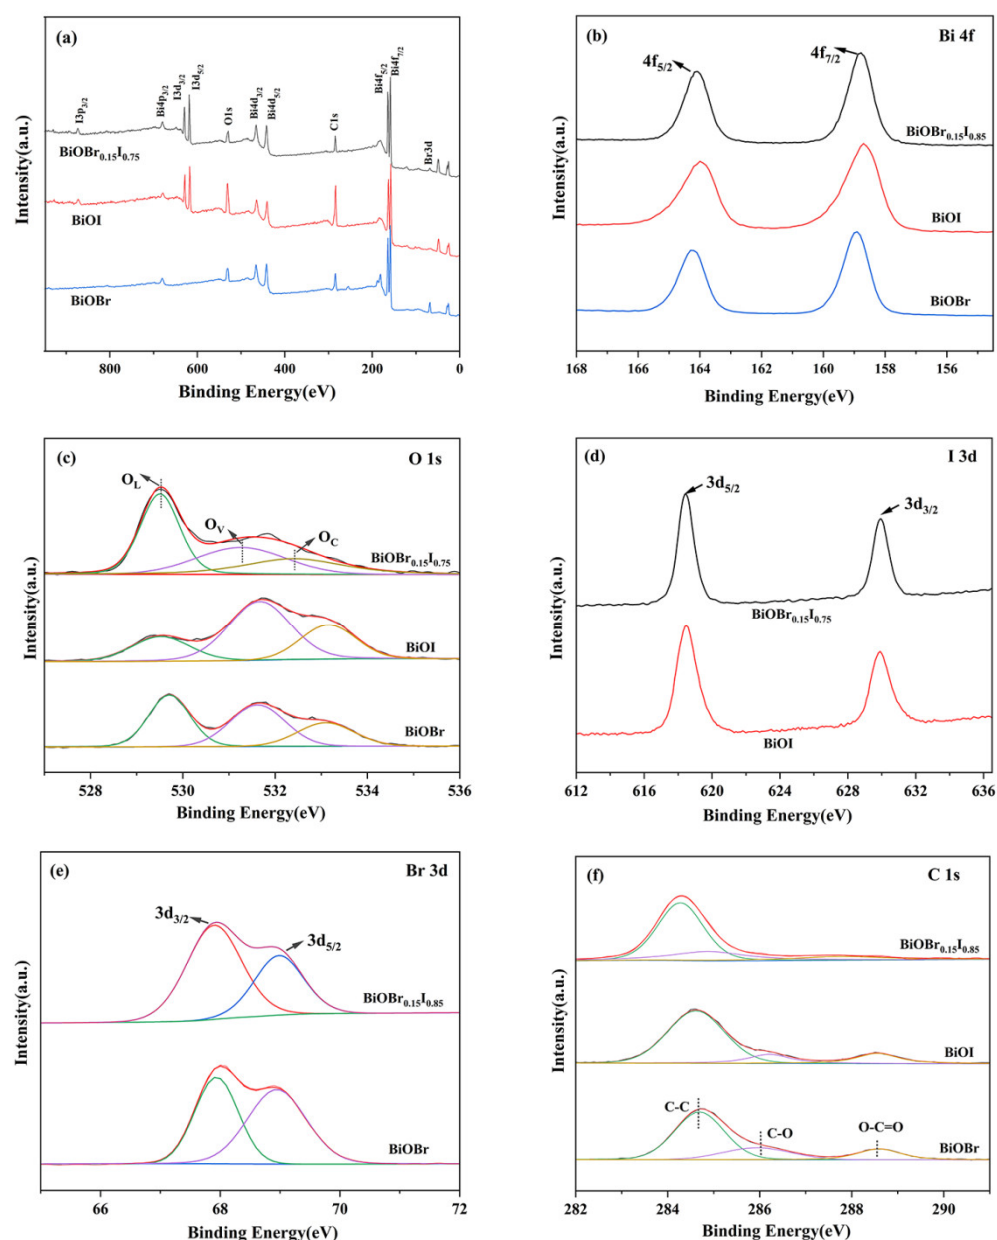 (a)
I3p3/2
Bi4p3/2
I3d3/2
I3d5/2
O1s
Bi4d3/2
Bi4d5/2
C1s
Bi4f5/2
Bi4f7/2
Br3d
BiOBr0.15I0.75
BiOI
BiOBr
Intensity(a.u.)
800 600 400 200 0
Binding Energy(eV)
(b)
Bi 4f
4f5/2
4f7/2
BiOBr0.15I0.85
BiOI
BiOBr
Intensity(a.u.)
168 166 164 162 160 158 156
Binding Energy(eV)
(c)
O 1s
OL
OV
OC
BiOBr0.15I0.75
BiOI
BiOBr
Intensity(a.u.)
528 530 532 534 536
Binding Energy(eV)
(d)
I 3d
3d5/2
3d3/2
BiOBr0.15I0.75
BiOI
Intensity(a.u.)
612 616 620 624 628 632 636
Binding Energy(eV)
(e)
Br 3d
3d3/2
3d5/2
BiOBr0.15I0.85
BiOBr
Intensity(a.u.)
66 68 70 72
Binding Energy(eV)
(f)
C 1s
BiOBr0.15I0.85
BiOI
C-C
C-O
O-C=O
BiOBr
Intensity(a.u.)
282 284 286 288 290
Binding Energy(eV)